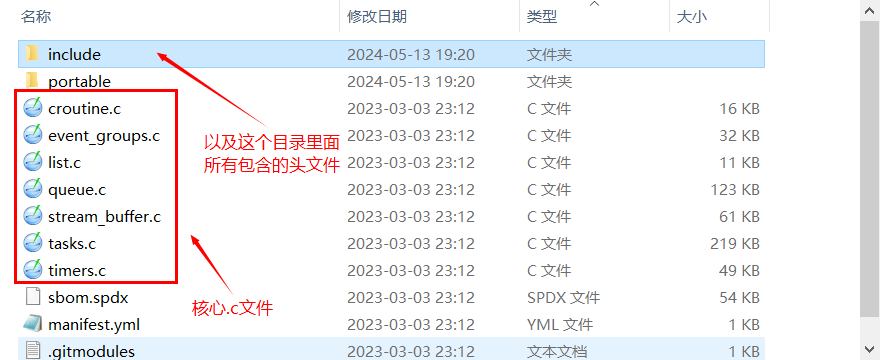 名称 修改日期 类型 大小
include 2024-05-13 19:20 文件夹
portable 2024-05-13 19:20 文件夹
croutine.c 2023-03-03 23:12 C 文件 16 KB
event_groups.c 2023-03-03 23:12 C 文件 32 KB
以及这个目录里面
所有包含的头文件
list.c 2023-03-03 23:12 C 文件 11 KB
queue.c 2023-03-03 23:12 C 文件 123 KB
stream_buffer.c 2023-03-03 23:12 C 文件 61 KB
tasks.c 2023-03-03 23:12 C 文件 219 KB
timers.c 2023-03-03 23:12 C 文件 49 KB
sbom.spdx 2023-03-03 23:12 SPDX 文件 54 KB
核心.c文件
manifest.yml 2023-03-03 23:12 YML 文件 1 KB
.gitmodules 2023-03-03 23:12 文本文档 1 KB